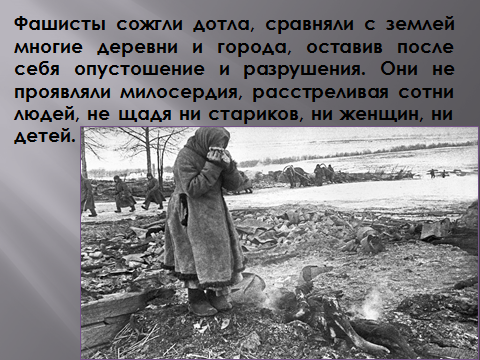 Фашисты сожгли дотла, сравняли с землей
многие деревни и города, оставив после
себя опустошение и разрушения. Они не
проявляли милосердия, расстреливая сотни
людей, не щадя ни стариков, ни женщин, ни
детей.